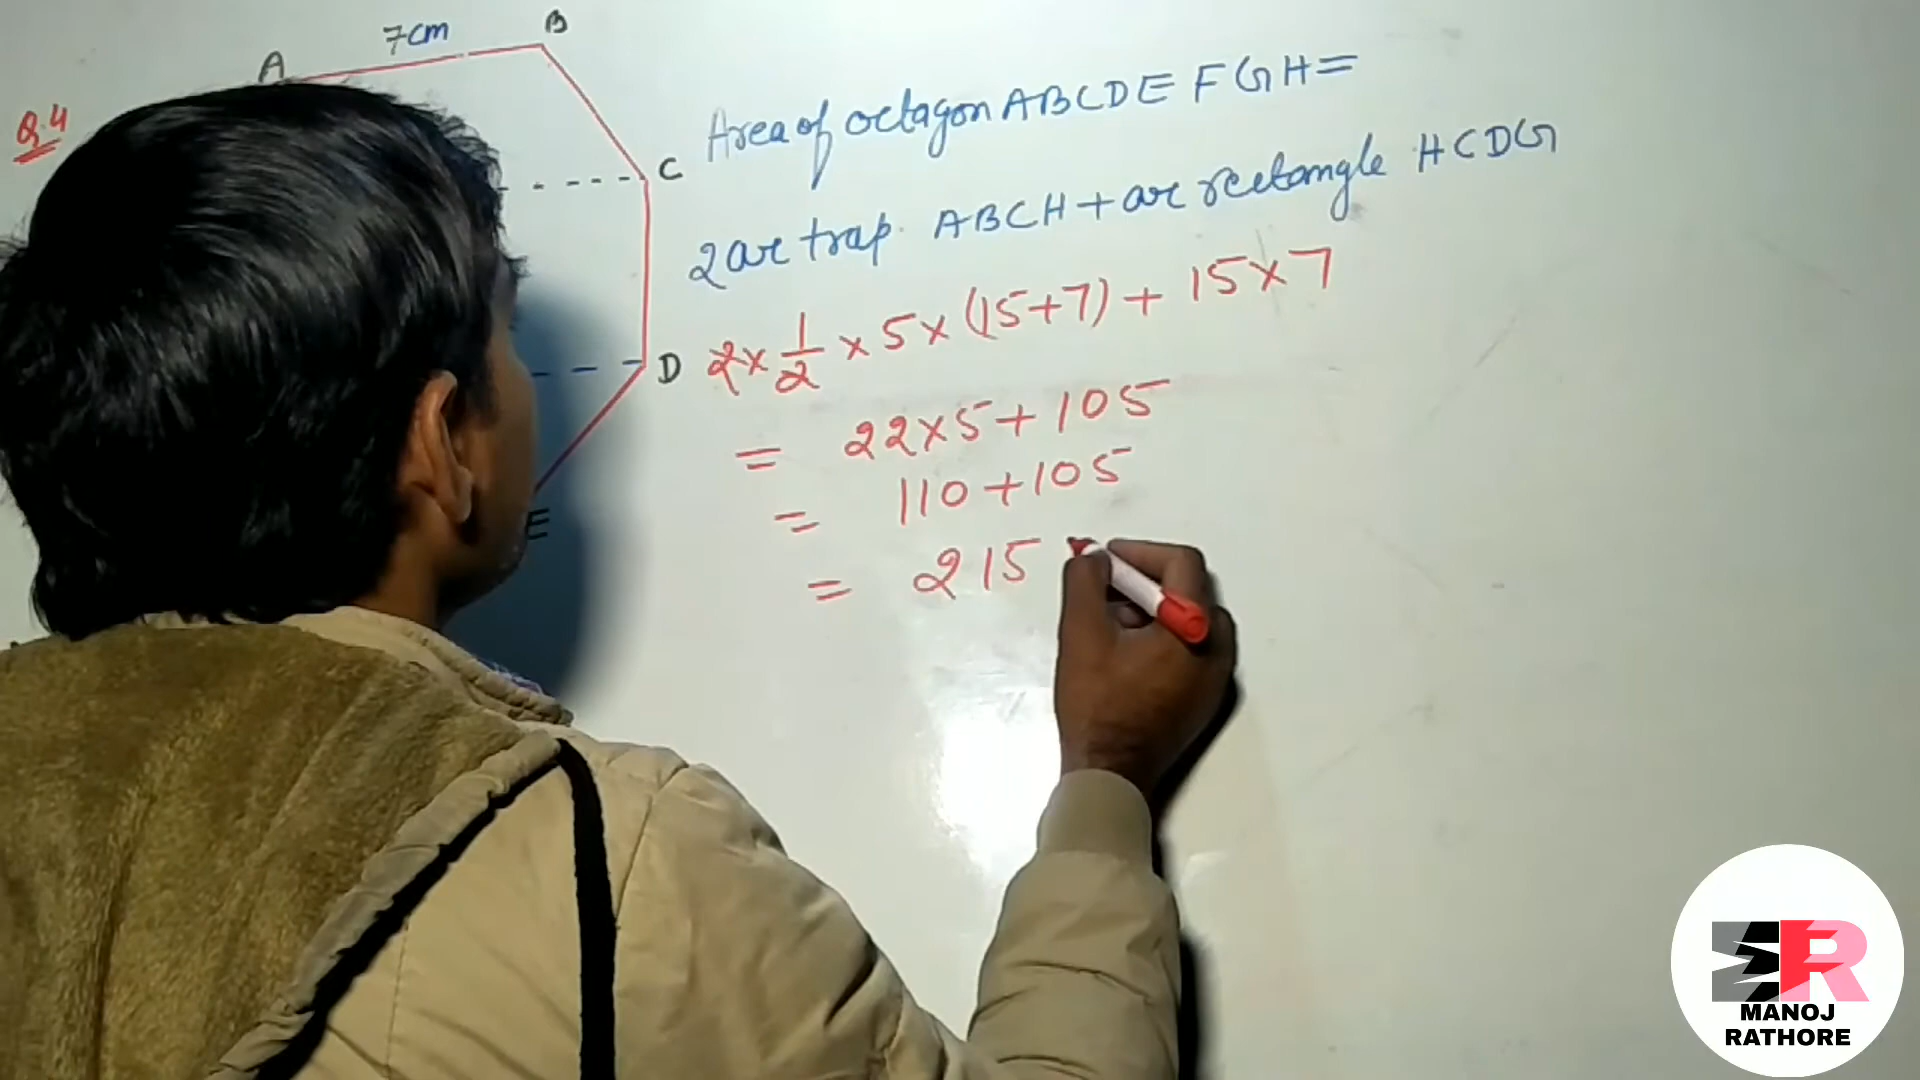 7cm
A
B
Q.4
C
D
E
Area of octagon ABCDEFGH=
2 ar trap. ABCH + ar rectangle HCDG
2 × 1/2 × 5 × (15+7) + 15×7
= 22×5+105
= 110+105
= 215
ER
MANOJ
RATHORE